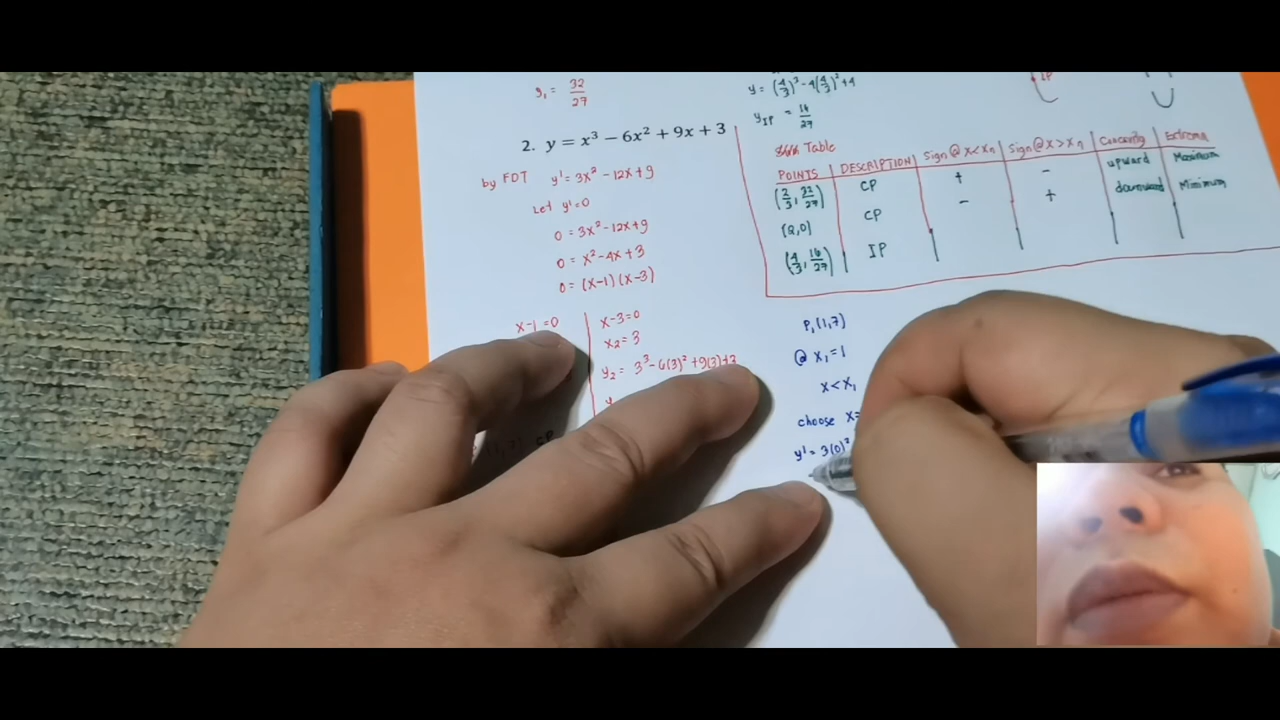 y₁ = 32/27
2. y = x³ − 6x² + 9x + 3
by FDT y' = 3x² - 12x + 9
Let y' = 0
0 = 3x² - 12x + 9
0 = x² - 4x + 3
0 = (x-1)(x-3)
x-1 = 0
x-3 = 0
x₂ = 3
y₂ = 3³ - 6(3)² + 9(3) + 3
CP
y = (4/3)³ - 4(4/3)² + 4
y_IP = 16/27
IP
Table
POINTS DESCRIPTION Sign @ x < xₙ Sign @ x > xₙ Concavity Extrema
(2/3, 32/27) CP + - upward Maximum
(2,0) CP - + downward Minimum
(4/3, 16/27) IP
P₁ (1,7)
@ x₁ = 1
x < x₁
choose x =
y' = 3(0)²